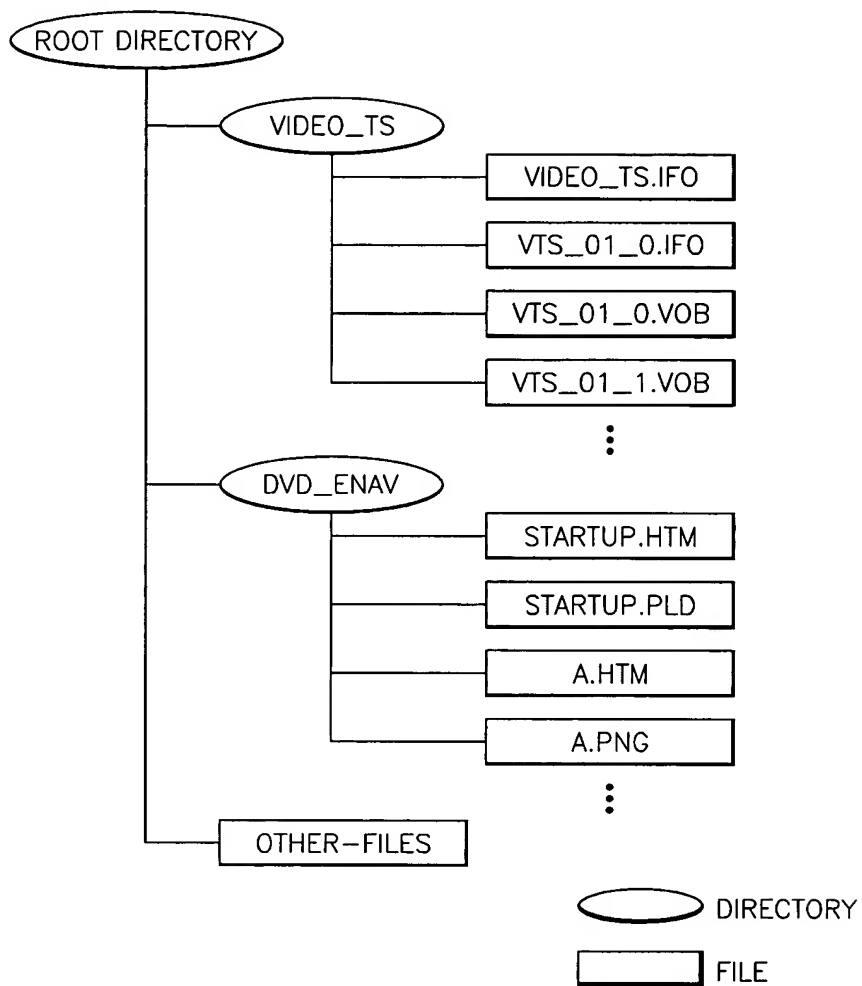 ROOT DIRECTORY
VIDEO_TS
VIDEO_TS.IFO
VTS_01_0.IFO
VTS_01_0.VOB
VTS_01_1.VOB
DVD_ENAV
STARTUP.HTM
STARTUP.PLD
A.HTM
A.PNG
OTHER-FILES
DIRECTORY
FILE